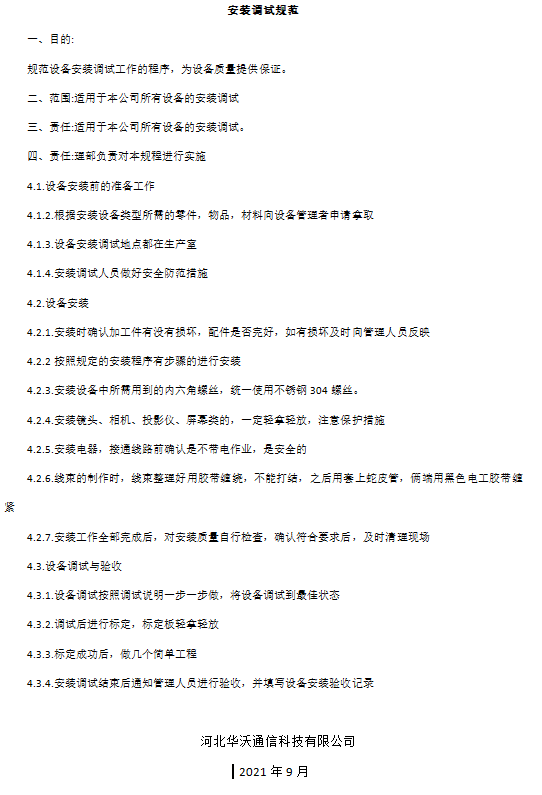 安装调试规范
一、目的:
规范设备安装调试工作的程序，为设备质量提供保证。
二、范围:适用于本公司所有设备的安装调试
三、责任:适用于本公司所有设备的安装调试。
四、责任:理部负责对本规程进行实施
4.1.设备安装前的准备工作
4.1.2.根据安装设备类型所需的零件，物品，材料向设备管理者申请拿取
4.1.3.设备安装调试地点都在生产室
4.1.4.安装调试人员做好安全防范措施
4.2.设备安装
4.2.1.安装时确认加工件有没有损坏，配件是否完好，如有损坏及时向管理人员反映
4.2.2 按照规定的安装程序有步骤的进行安装
4.2.3.安装设备中所需用到的内六角螺丝，统一使用不锈钢 304 螺丝。
4.2.4.安装镜头、相机、投影仪、屏幕类的，一定轻拿轻放，注意保护措施
4.2.5.安装电器，接通线路前确认是不带电作业，是安全的
4.2.6.线束的制作时，线束整理好用胶带缠绕，不能打结，之后用套上蛇皮管，俩端用黑色电工胶带缠
紧
4.2.7.安装工作全部完成后，对安装质量自行检查，确认符合要求后，及时清理现场
4.3.设备调试与验收
4.3.1.设备调试按照调试说明一步一步做，将设备调试到最佳状态
4.3.2.调试后进行标定，标定板轻拿轻放
4.3.3.标定成功后，做几个简单工程
4.3.4.安装调试结束后通知管理人员进行验收，并填写设备安装验收记录
河北华沃通信科技有限公司
2021 年 9 月